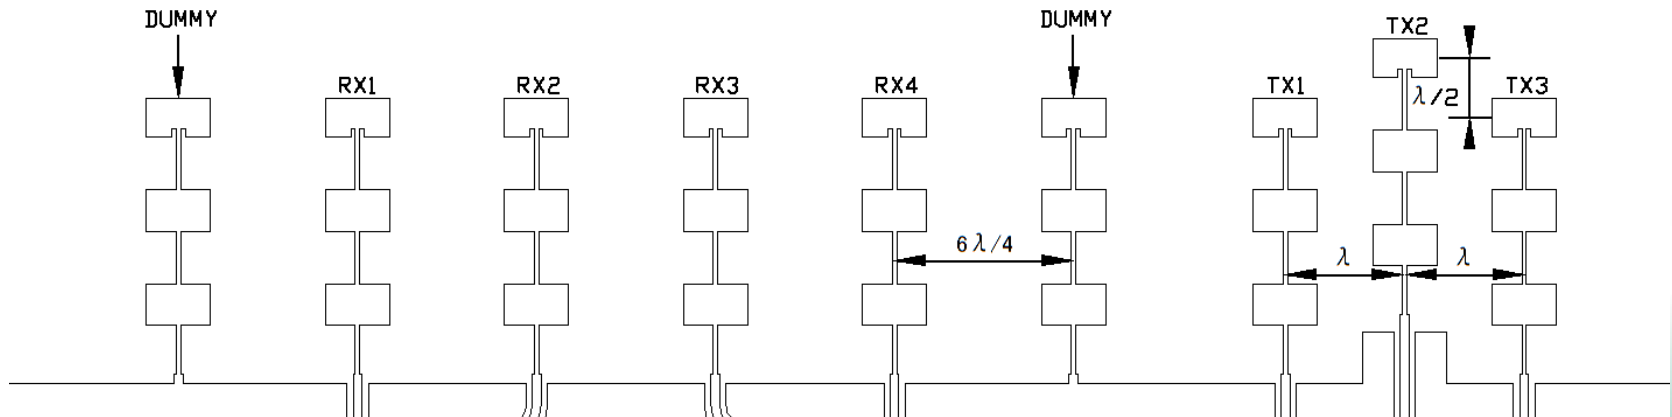 DUMMY
RX1
RX2
RX3
RX4
DUMMY
TX1
TX2
TX3
λ/2
6λ/4
λ
λ